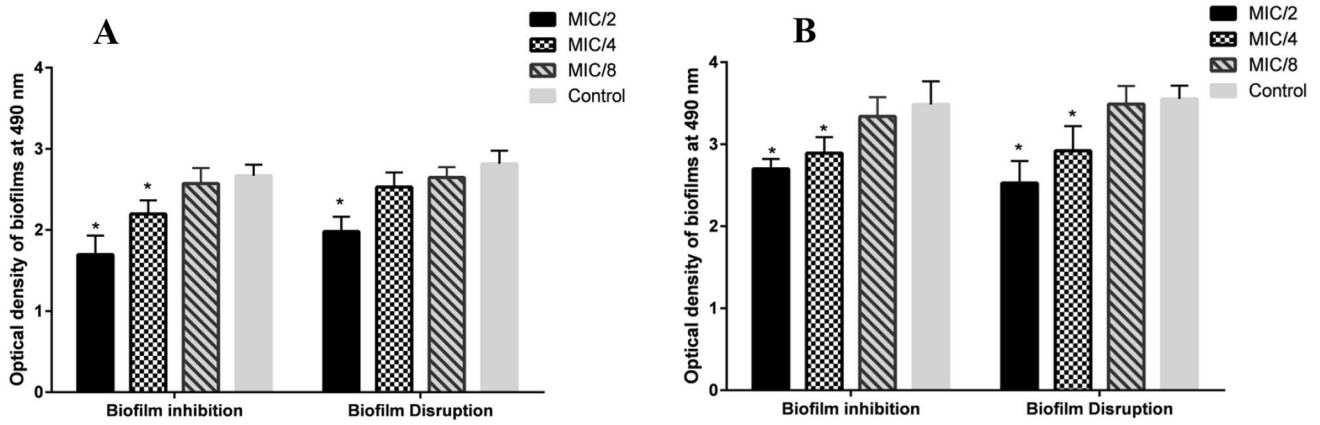 A
MIC/2
MIC/4
MIC/8
Control
Optical density of biofilms at 490 nm
4
3
2
1
0
*
*
*
Biofilm inhibition
Biofilm Disruption
B
MIC/2
MIC/4
MIC/8
Control
Optical density of biofilms at 490 nm
4
3
2
1
0
*
*
*
*
Biofilm inhibition
Biofilm Disruption